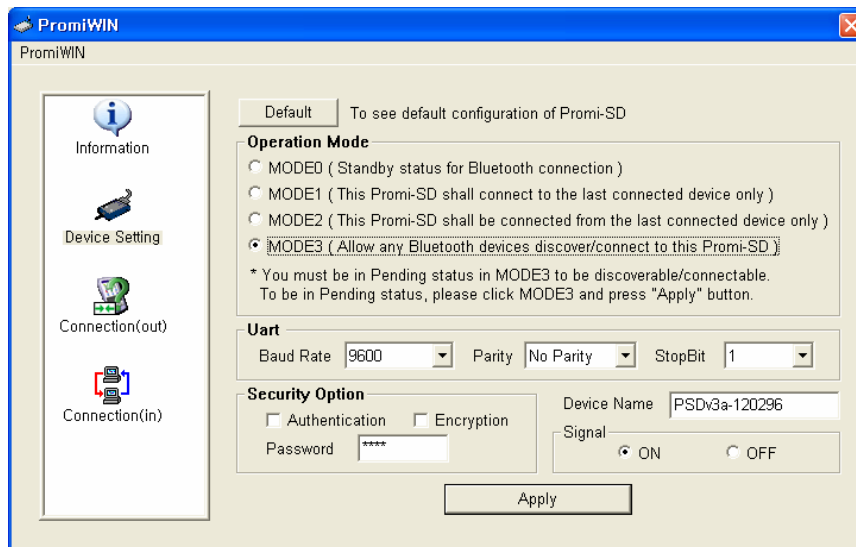 PromiWIN
PromiWIN
Information
Device Setting
Connection(out)
Connection(in)
Default To see default configuration of Promi-SD
Operation Mode
MODE0 ( Standby status for Bluetooth connection )
MODE1 ( This Promi-SD shall connect to the last connected device only )
MODE2 ( This Promi-SD shall be connected from the last connected device only )
MODE3 ( Allow any Bluetooth devices discover/connect to this Promi-SD )
* You must be in Pending status in MODE3 to be discoverable/connectable.
To be in Pending status, please click MODE3 and press "Apply" button.
Uart
Baud Rate 9600 Parity No Parity StopBit 1
Security Option
Authentication Encryption
Password ****
Device Name PSDv3a-120296
Signal
ON OFF
Apply